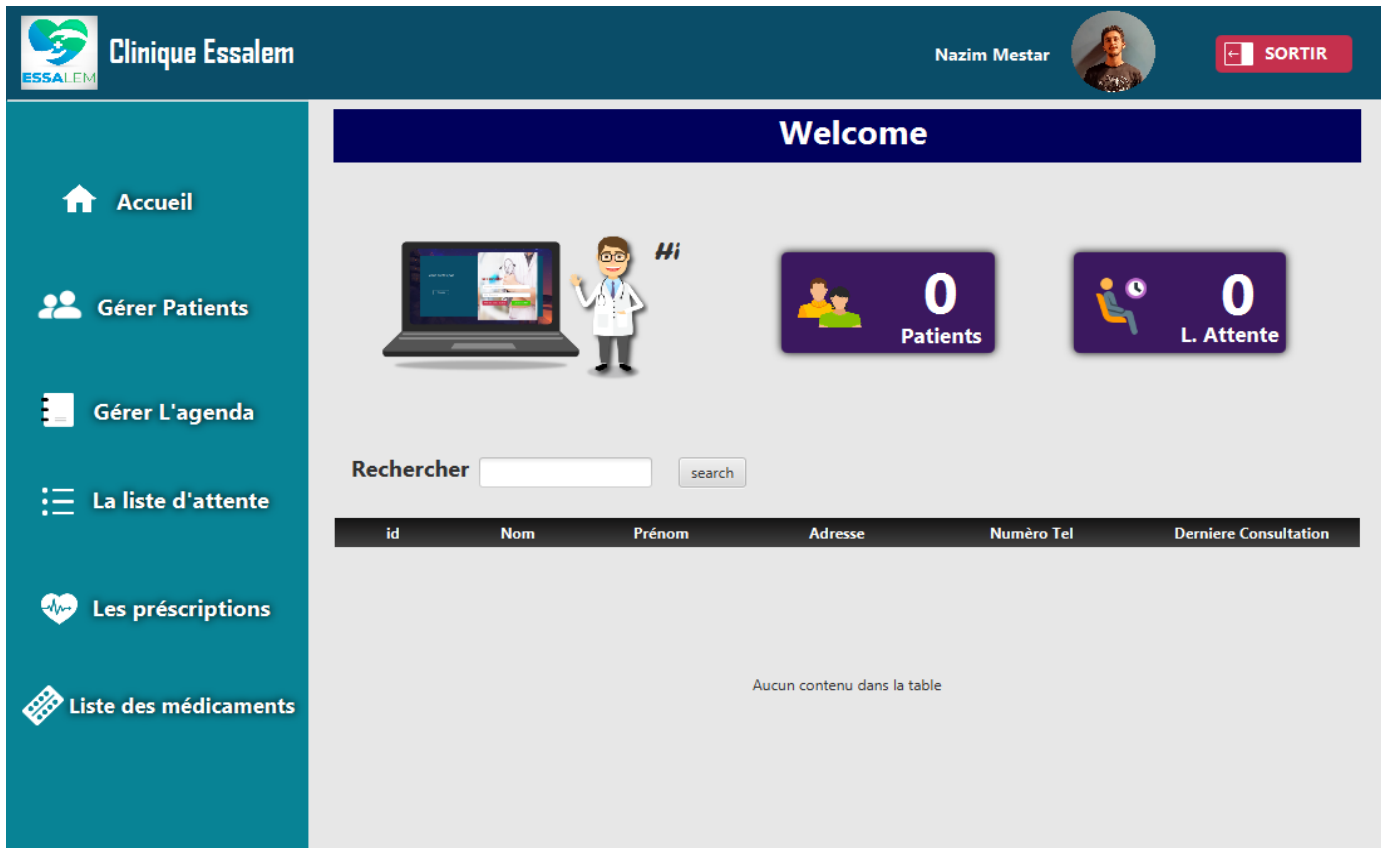 ESSALEM
Clinique Essalem
Nazim Mestar
SORTIR
Welcome
Accueil
Gérer Patients
Gérer L'agenda
La liste d'attente
Les préscriptions
Liste des médicaments
Hi
0
Patients
0
L. Attente
Rechercher
search
id Nom Prénom Adresse Numèro Tel Derniere Consultation
Aucun contenu dans la table